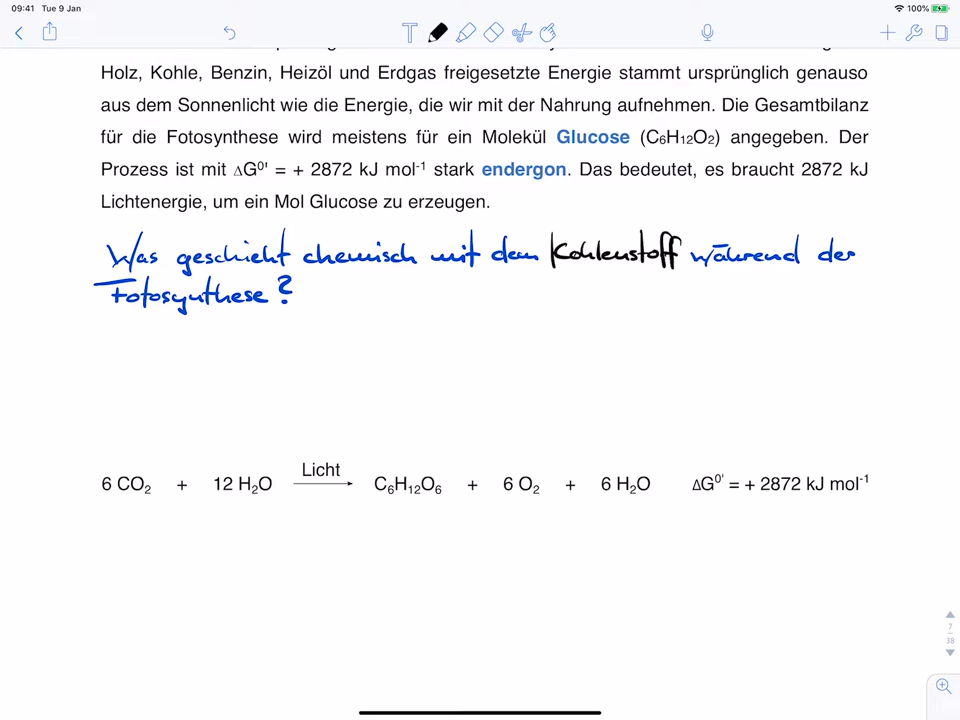 09:41 Tue 9 Jan 100%
Holz, Kohle, Benzin, Heizöl und Erdgas freigesetzte Energie stammt ursprünglich genauso
aus dem Sonnenlicht wie die Energie, die wir mit der Nahrung aufnehmen. Die Gesamtbilanz
für die Fotosynthese wird meistens für ein Molekül Glucose (C₆H₁₂O₂) angegeben. Der
Prozess ist mit ΔG⁰' = + 2872 kJ mol⁻¹ stark endergon. Das bedeutet, es braucht 2872 kJ
Lichtenergie, um ein Mol Glucose zu erzeugen.
Was geschieht chemisch mit dem Kohlenstoff während der
Fotosynthese?
Licht
6 CO₂ + 12 H₂O → C₆H₁₂O₆ + 6 O₂ + 6 H₂O ΔG⁰' = + 2872 kJ mol⁻¹
7
38